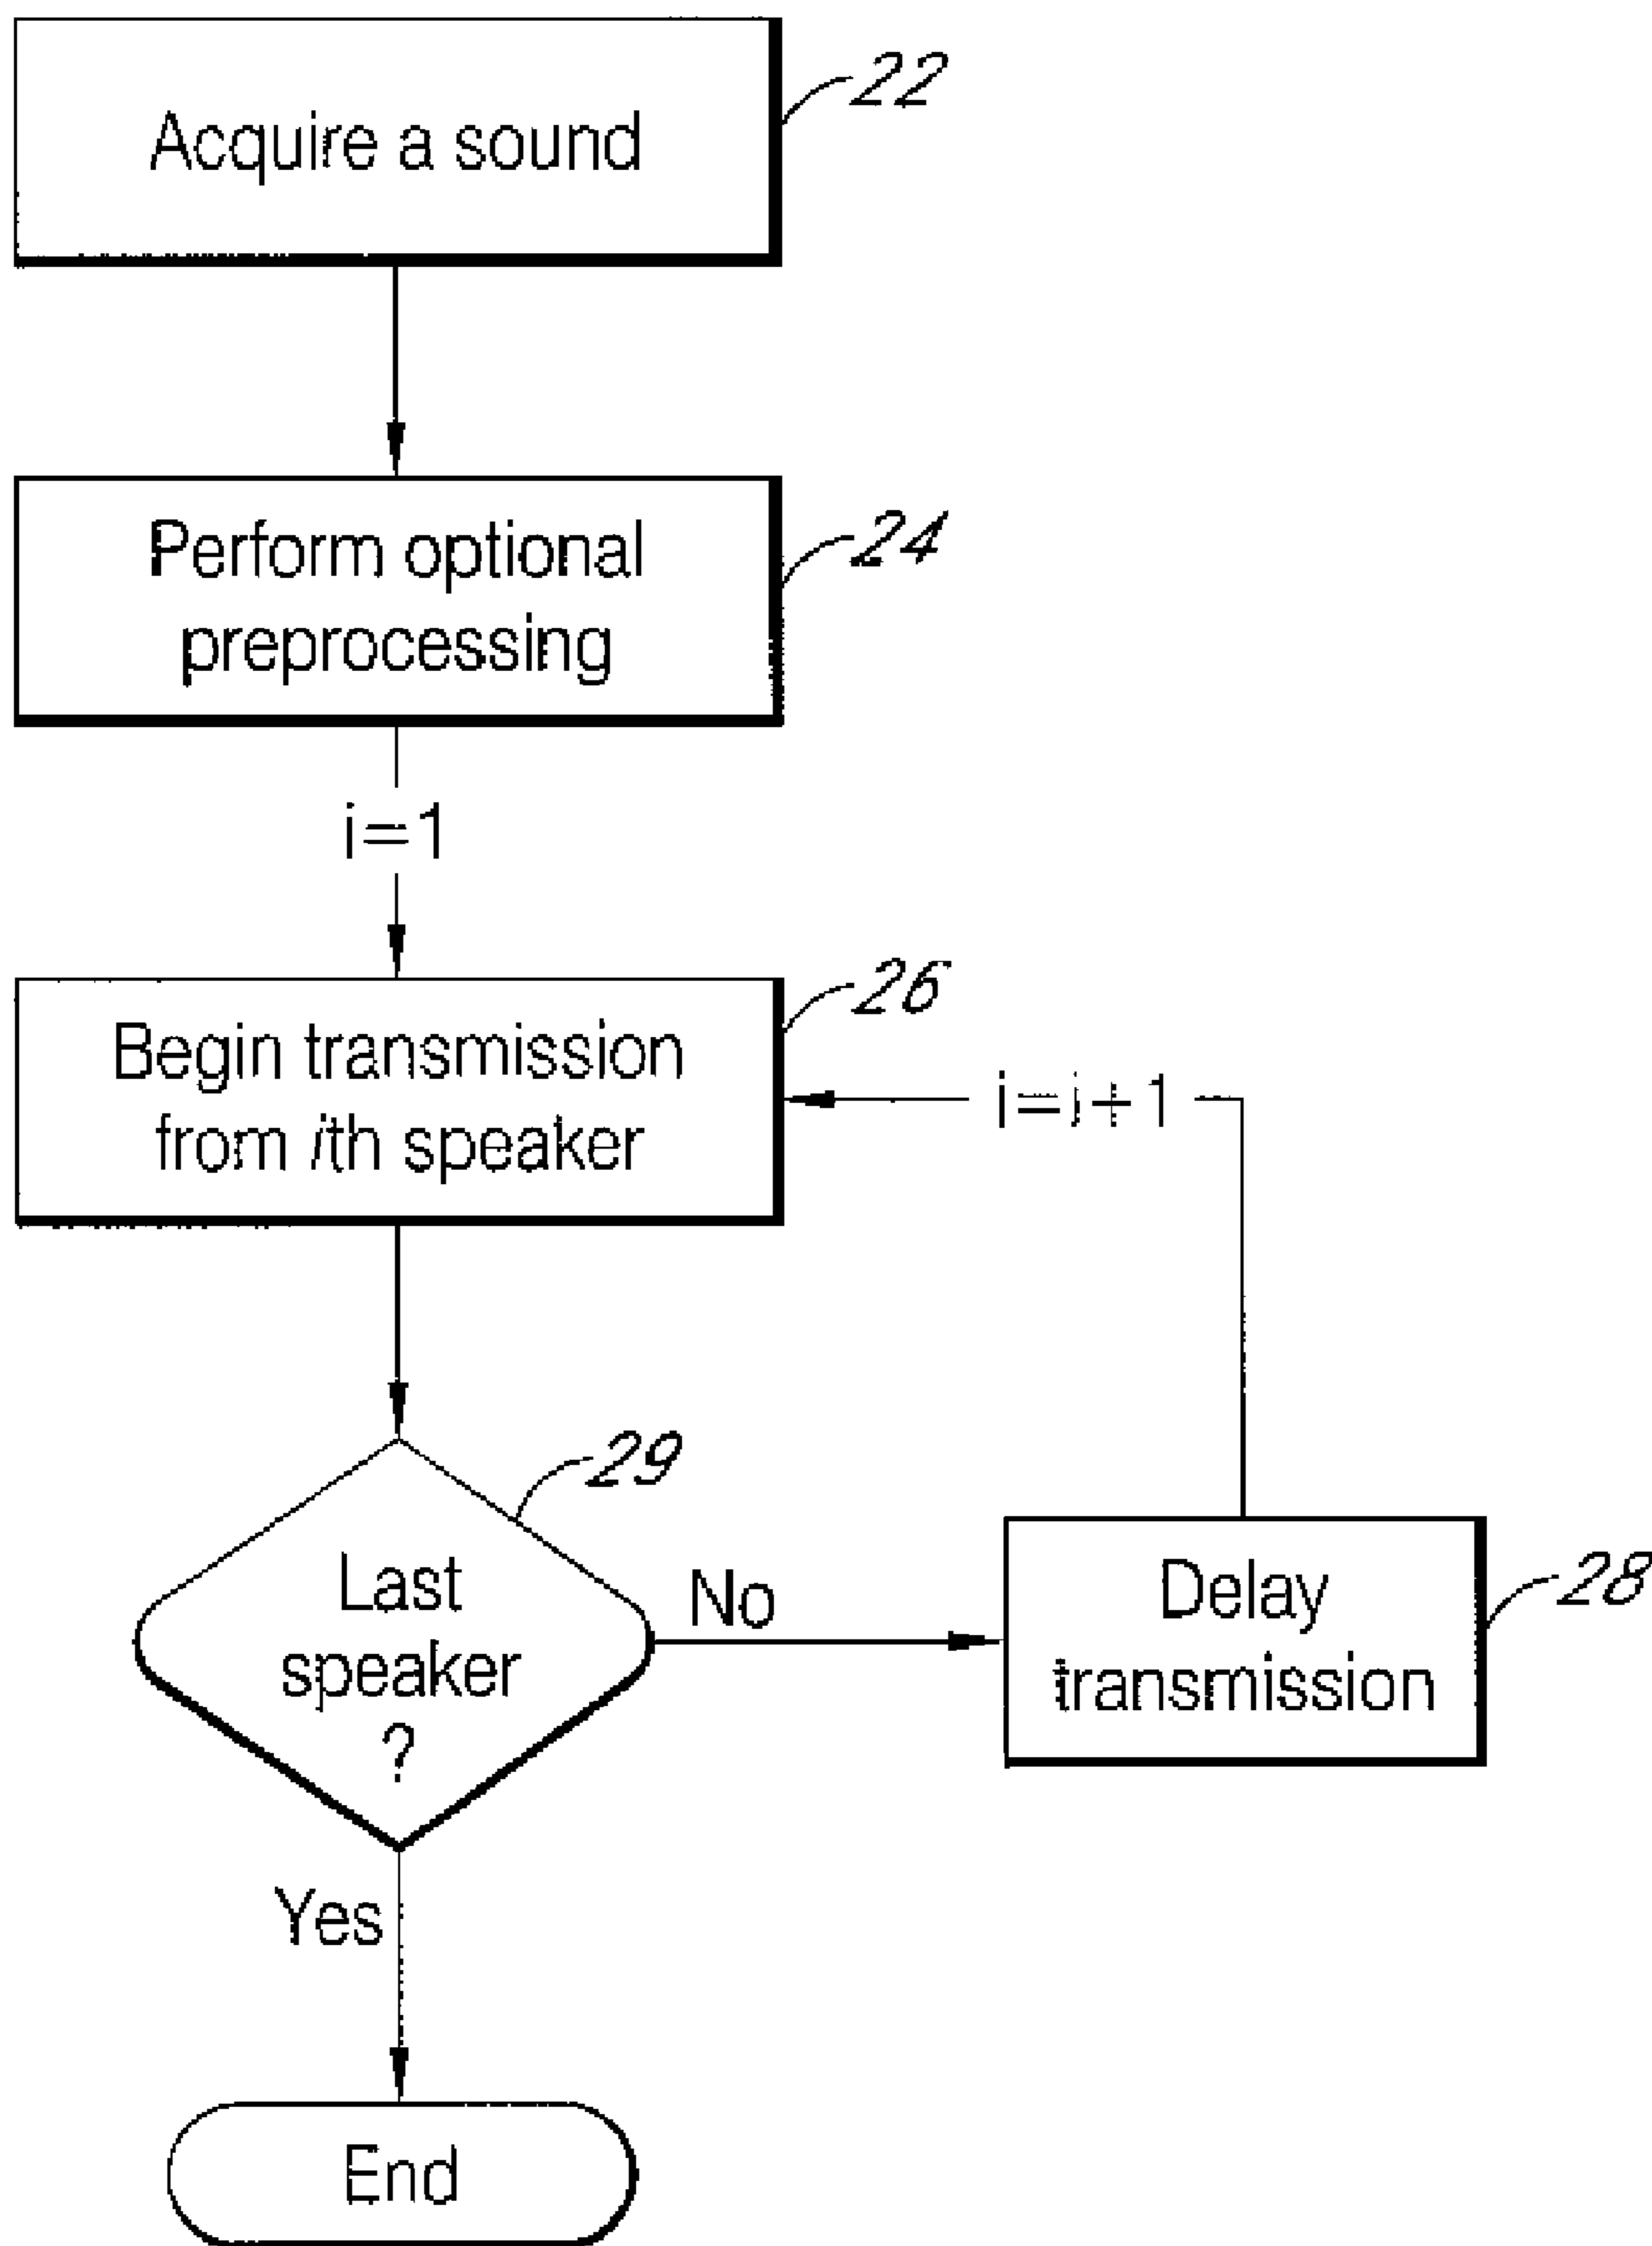 Acquire a sound
22
Perform optional
preprocessing
24
i=1
Begin transmission
from ith speaker
26
i=i+1
Last
speaker
?
29
No
Delay
transmission
28
Yes
End